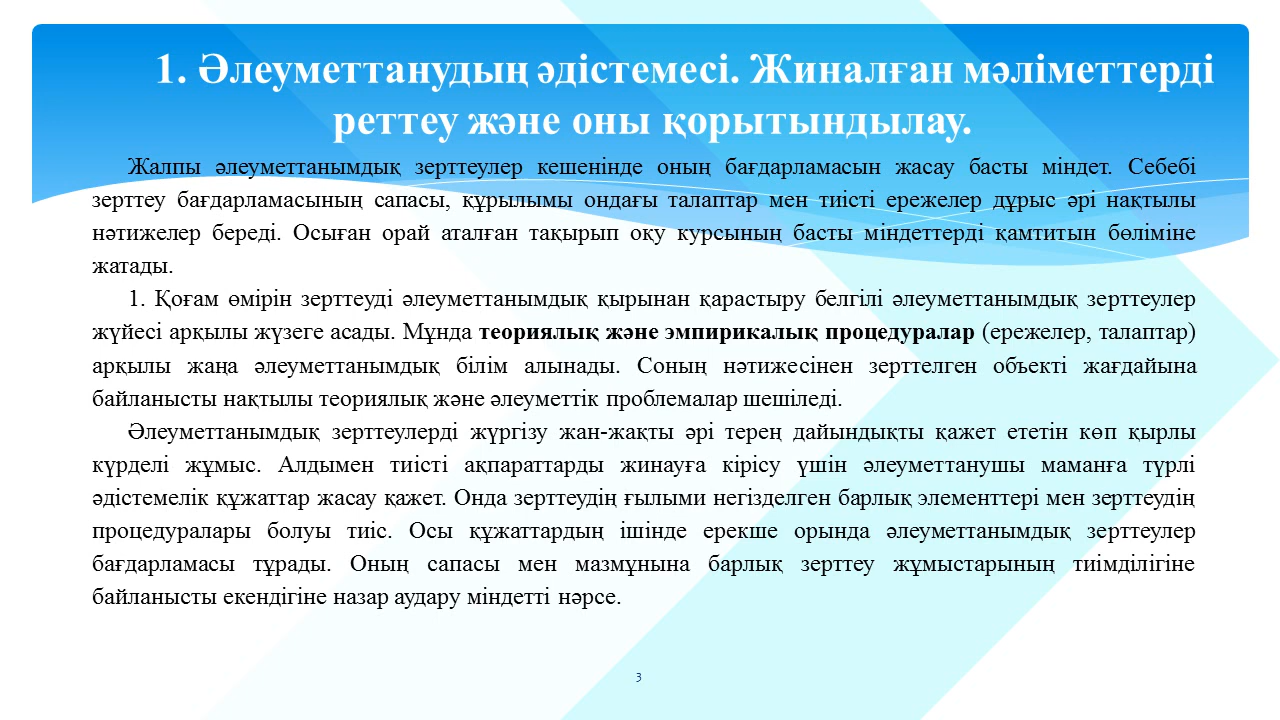 1. Әлеуметтанудың әдістемесі. Жиналған мәліметтерді
реттеу және оны қорытындылау.
Жалпы әлеуметтанымдық зерттеулер кешенінде оның бағдарламасын жасау басты міндет. Себебі
зерттеу бағдарламасының сапасы, құрылымы ондағы талаптар мен тиісті ережелер дұрыс әрі нақтылы
нәтижелер береді. Осыған орай аталған тақырып оқу курсының басты міндеттерді қамтитын бөліміне
жатады.
1. Қоғам өмірін зерттеуді әлеуметтанымдық қырынан қарастыру белгілі әлеуметтанымдық зерттеулер
жүйесі арқылы жүзеге асады. Мұнда теориялық және эмпирикалық процедуралар (ережелер, талаптар)
арқылы жаңа әлеуметтанымдық білім алынады. Соның нәтижесінен зерттелген объекті жағдайына
байланысты нақтылы теориялық және әлеуметтік проблемалар шешіледі.
Әлеуметтанымдық зерттеулерді жүргізу жан-жақты әрі терең дайындықты қажет ететін көп қырлы
күрделі жұмыс. Алдымен тиісті ақпараттарды жинауға кірісу үшін әлеуметтанушы маманға түрлі
әдістемелік құжаттар жасау қажет. Онда зерттеудің ғылыми негізделген барлық элементтері мен зерттеудің
процедуралары болуы тиіс. Осы құжаттардың ішінде ерекше орында әлеуметтанымдық зерттеулер
бағдарламасы тұрады. Оның сапасы мен мазмұнына барлық зерттеу жұмыстарының тиімділігіне
байланысты екендігіне назар аудару міндетті нәрсе.
3